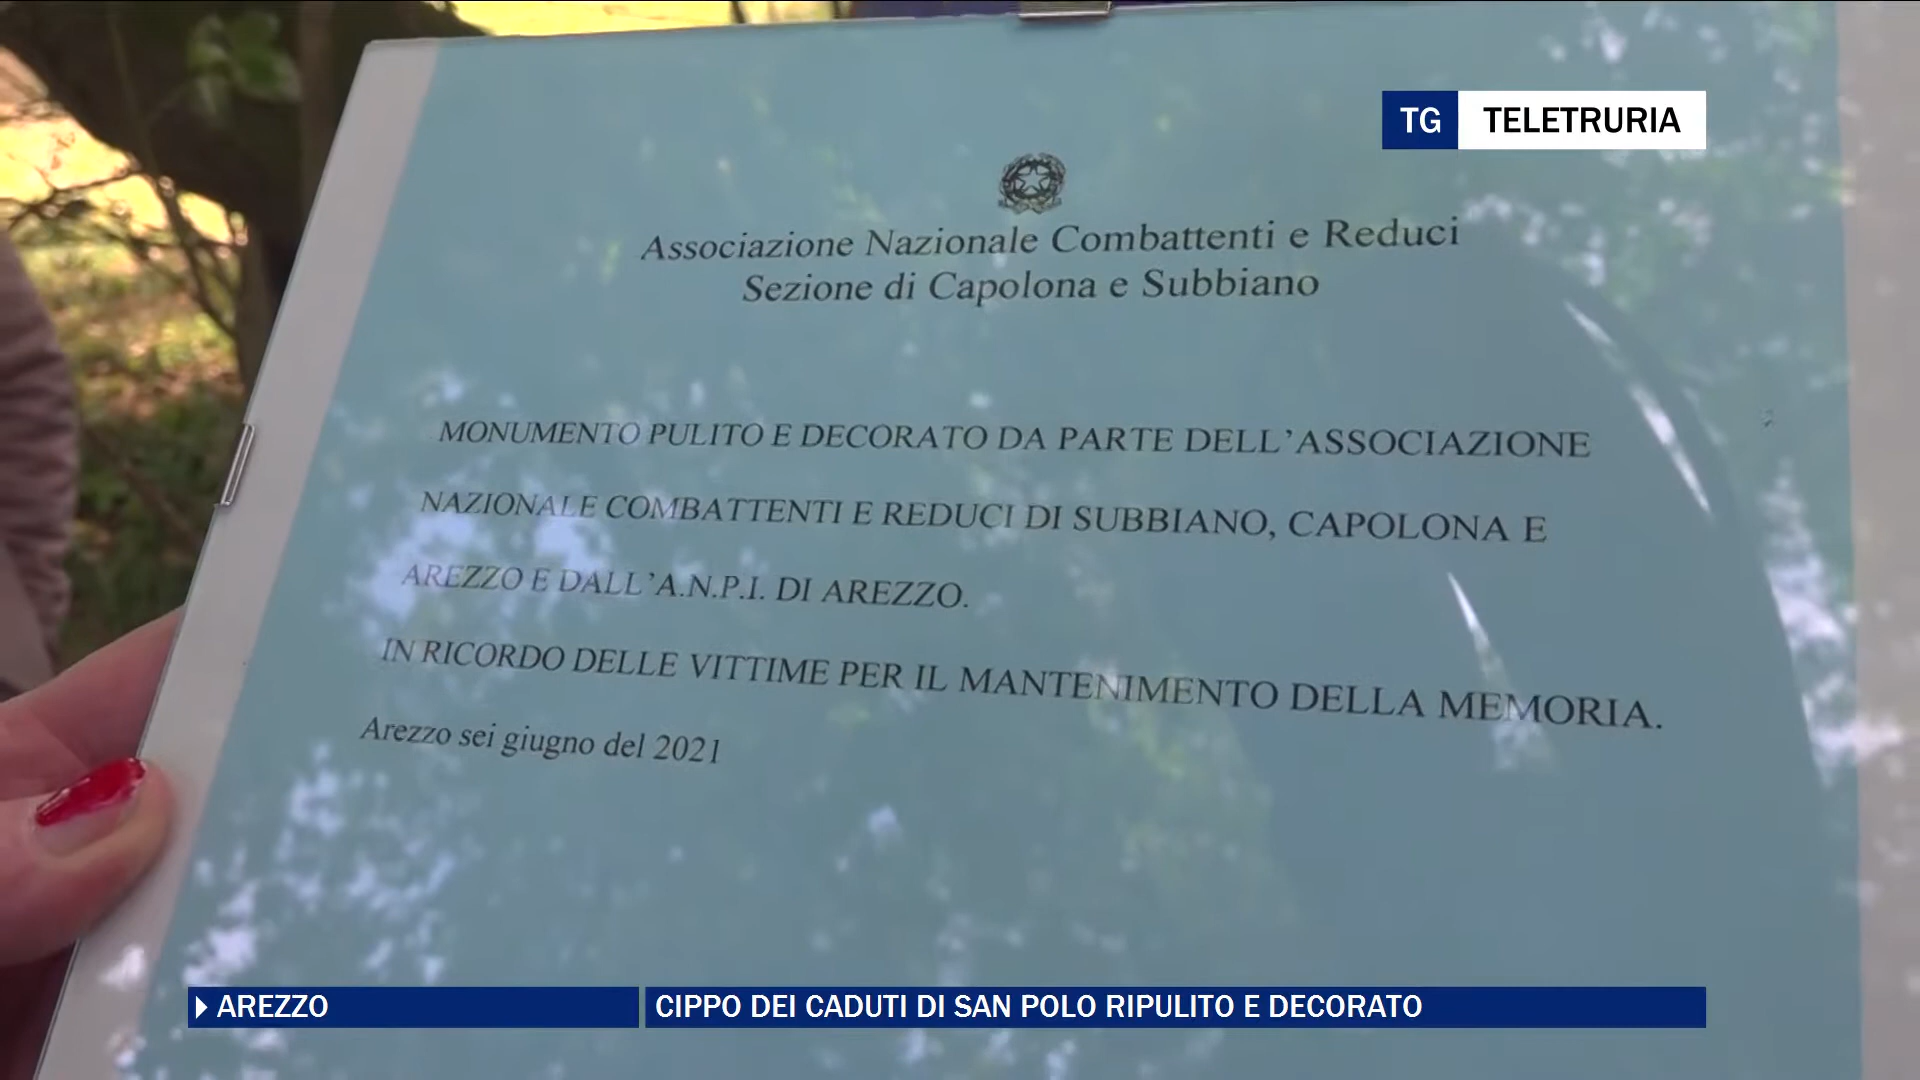 TG TELETRURIA
Associazione Nazionale Combattenti e Reduci
Sezione di Capolona e Subbiano
MONUMENTO PULITO E DECORATO DA PARTE DELL'ASSOCIAZIONE
NAZIONALE COMBATTENTI E REDUCI DI SUBBIANO, CAPOLONA E
AREZZO E DALL'A.N.P.I. DI AREZZO.
IN RICORDO DELLE VITTIME PER IL MANTENIMENTO DELLA MEMORIA.
Arezzo sei giugno del 2021
AREZZO
CIPPO DEI CADUTI DI SAN POLO RIPULITO E DECORATO